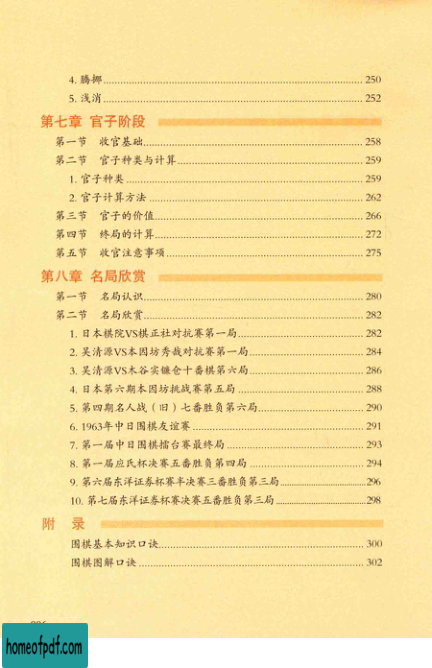 4. 腾挪 250
5. 浅消 252
第七章 官子阶段
第一节 收官基础 258
第二节 官子种类与计算 259
1. 官子种类 259
2. 官子计算方法 262
第三节 官子的价值 266
第四节 终局的计算 272
第五节 收官注意事项 275
第八章 名局欣赏
第一节 名局认识 280
第二节 名局欣赏 282
1. 日本棋院VS棋正社对抗赛第一局 282
2. 吴清源VS本因坊秀哉对抗赛第一局 284
3. 吴清源VS木谷实镰仓十番棋第六局 286
4. 日本第六期本因坊挑战赛第五局 288
5. 第四期名人战（旧）七番胜负第六局 290
6. 1963年中日围棋友谊赛 291
7. 第一届中日围棋擂台赛最终局 293
8. 第一届应氏杯决赛五番胜负第四局 294
9. 第六届东洋证券杯赛半决赛三番胜负第三局 296
10. 第七届东洋证券杯赛决赛五番胜负第三局 298
附 录
围棋基本知识口诀 300
围棋图解口诀 302
homeofpdf.com